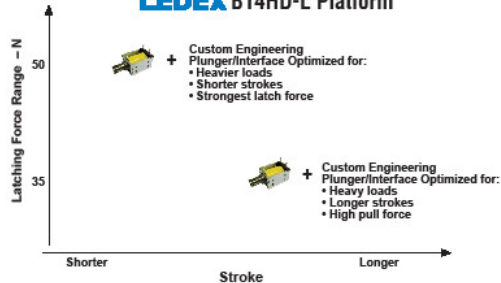 LEDEX B14HD-L Platform
Latching Force Range – N
50
+ Custom Engineering
Plunger/Interface Optimized for:
• Heavier loads
• Shorter strokes
• Strongest latch force
35
+ Custom Engineering
Plunger/Interface Optimized for:
• Heavy loads
• Longer strokes
• High pull force
Shorter
Longer
Stroke